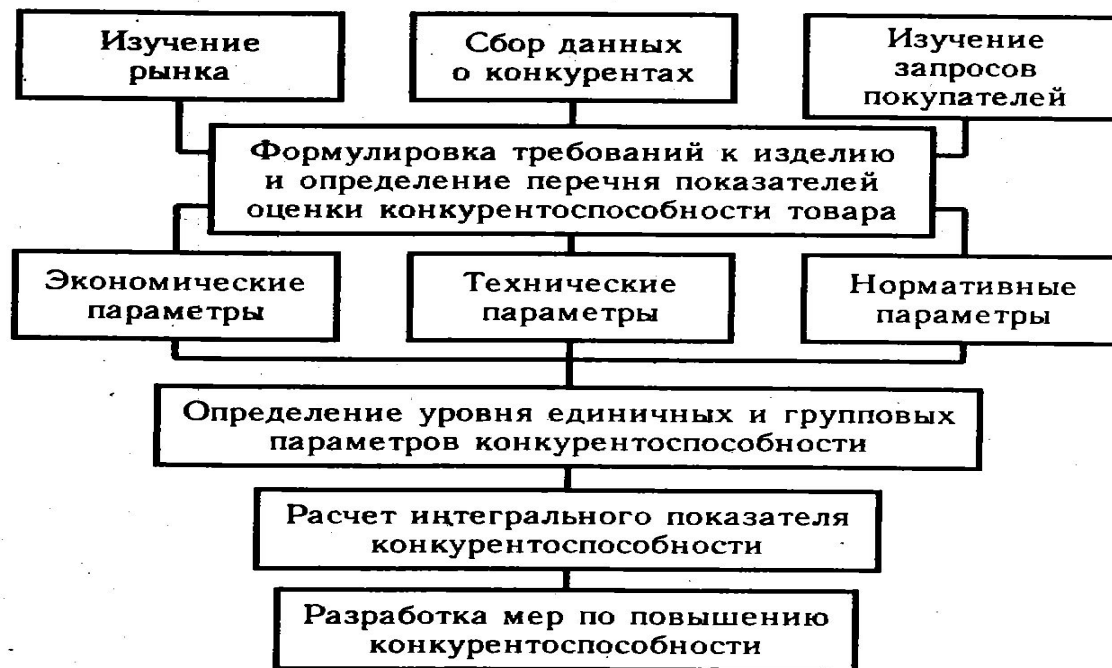 Изучение
рынка
Сбор данных
о конкурентах
Изучение
запросов
покупателей
Формулировка требований к изделию
и определение перечня показателей
оценки конкурентоспособности товара
Экономические
параметры
Технические
параметры
Нормативные
параметры
Определение уровня единичных и групповых
параметров конкурентоспособности
Расчет интегрального показателя
конкурентоспособности
Разработка мер по повышению
конкурентоспособности